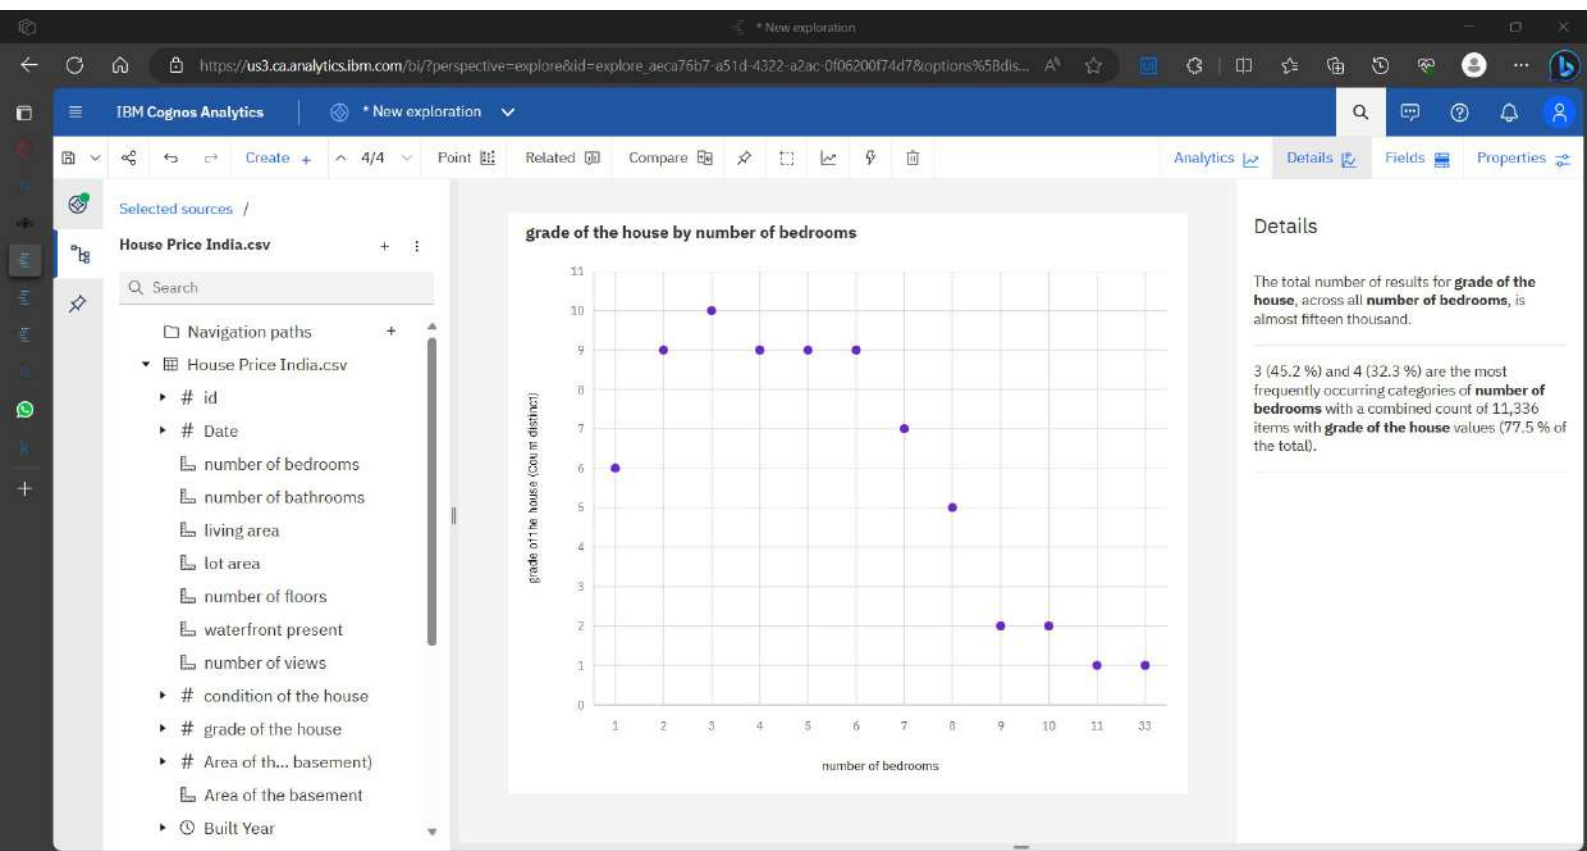 * New exploration
https://us3.ca.analytics.ibm.com/bi/?perspective=explore&id=explore_aeca76b7-a51d-4322-a2ac-0f06200f74d7&options%5Bdis...
IBM Cognos Analytics
* New exploration
Create +
4/4
Point
Related
Compare
Analytics
Details
Fields
Properties
Selected sources /
House Price India.csv
Search
Navigation paths
House Price India.csv
# id
# Date
number of bedrooms
number of bathrooms
living area
lot area
number of floors
waterfront present
number of views
# condition of the house
# grade of the house
# Area of th... basement)
Area of the basement
Built Year
grade of the house by number of bedrooms
grade of the house (Count distinct)
11
10
9
8
7
6
5
4
3
2
1
0
1 2 3 4 5 6 7 8 9 10 11 33
number of bedrooms
Details
The total number of results for grade of the
house, across all number of bedrooms, is
almost fifteen thousand.
3 (45.2 %) and 4 (32.3 %) are the most
frequently occurring categories of number of
bedrooms with a combined count of 11,336
items with grade of the house values (77.5 % of
the total).